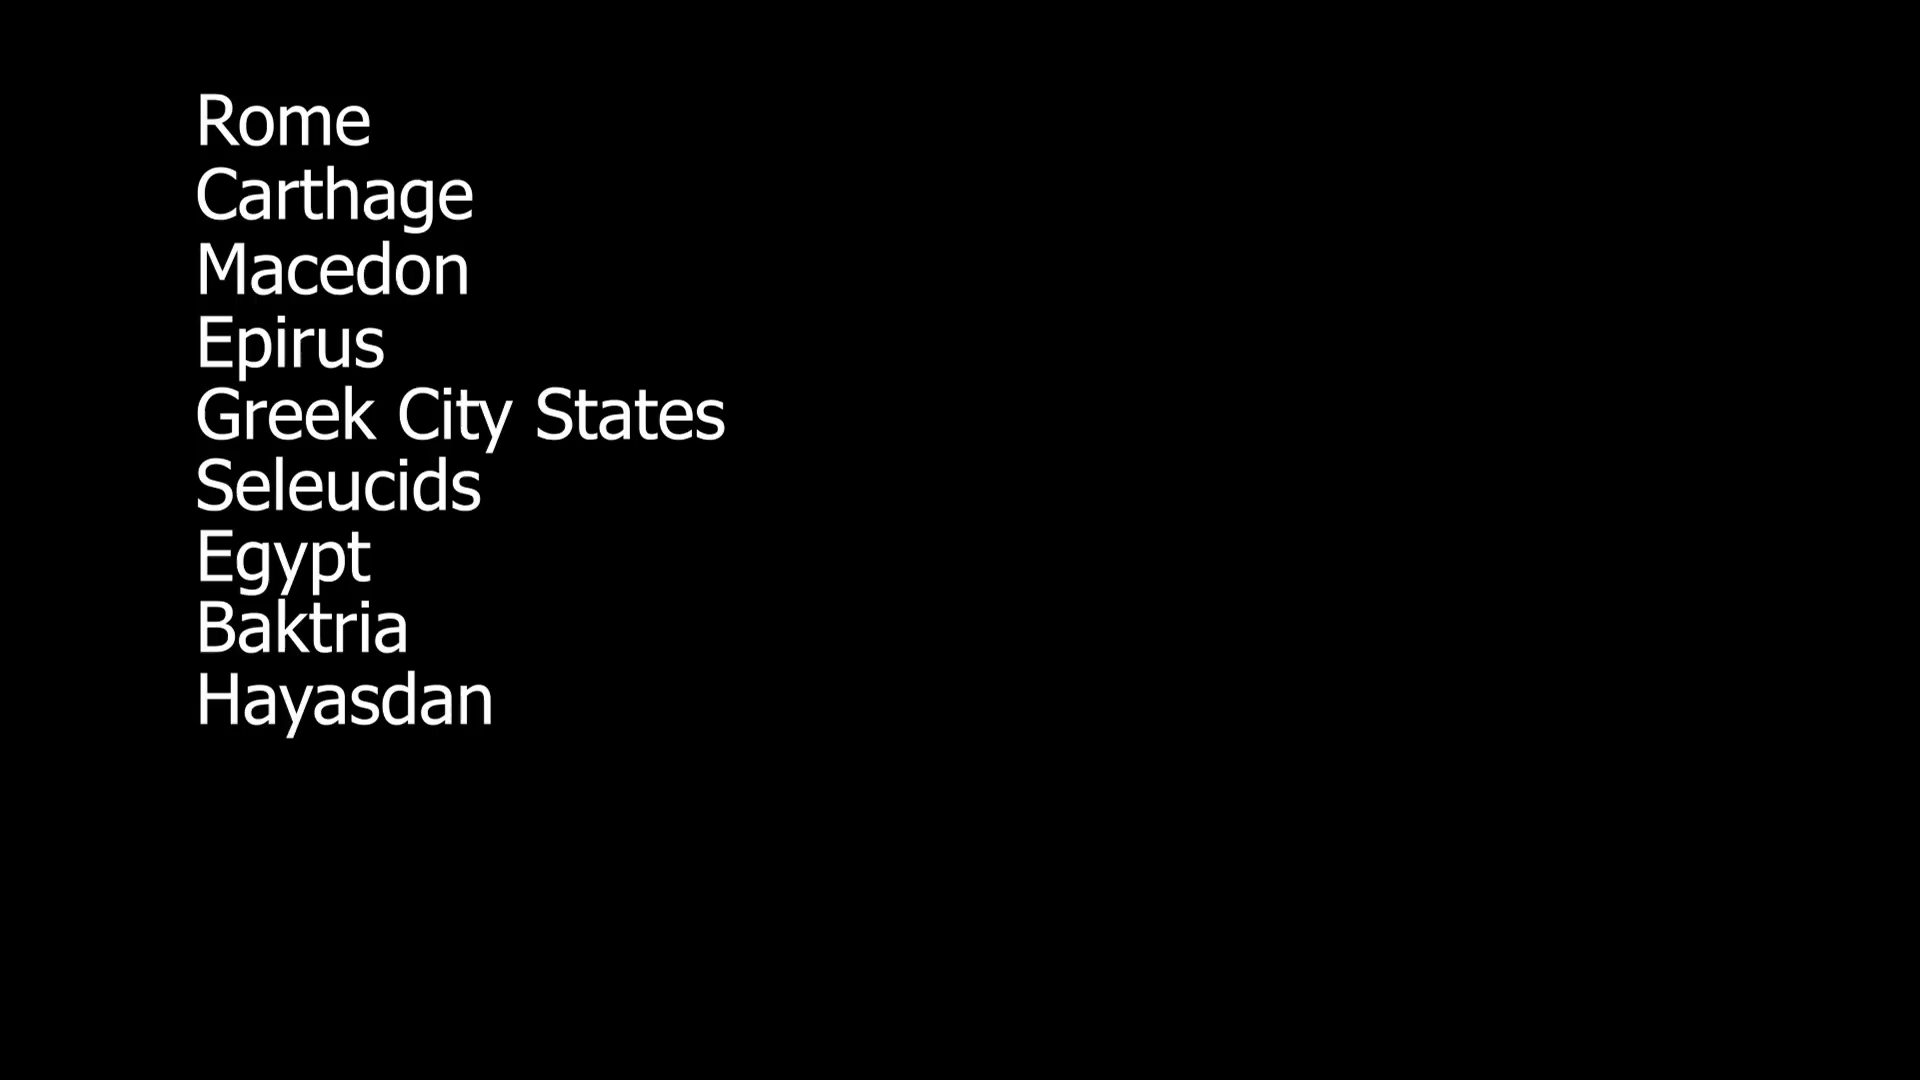 Rome
Carthage
Macedon
Epirus
Greek City States
Seleucids
Egypt
Baktria
Hayasdan